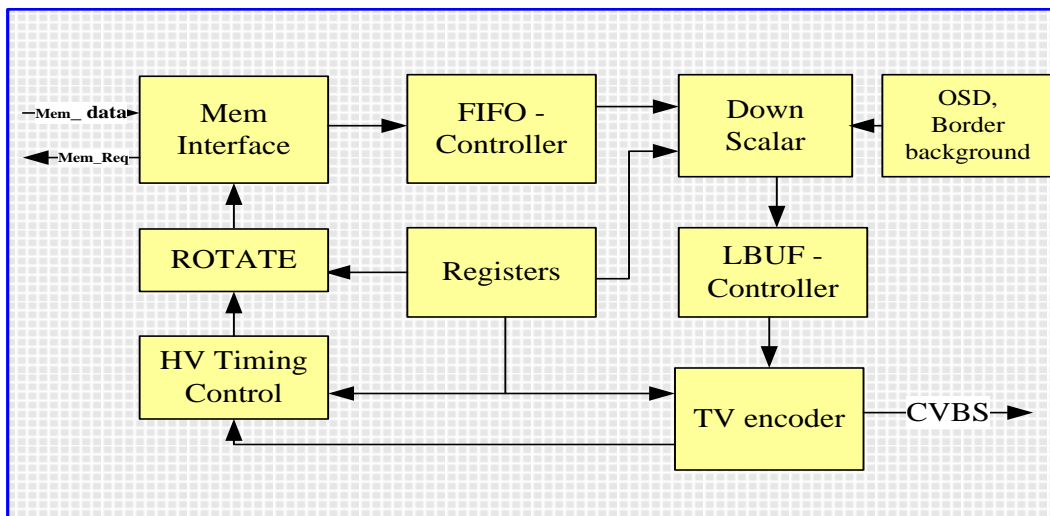 Mem_ data
Mem_Req
Mem
Interface
FIFO -
Controller
Down
Scalar
OSD,
Border
background
ROTATE
Registers
LBUF -
Controller
HV Timing
Control
TV encoder
CVBS